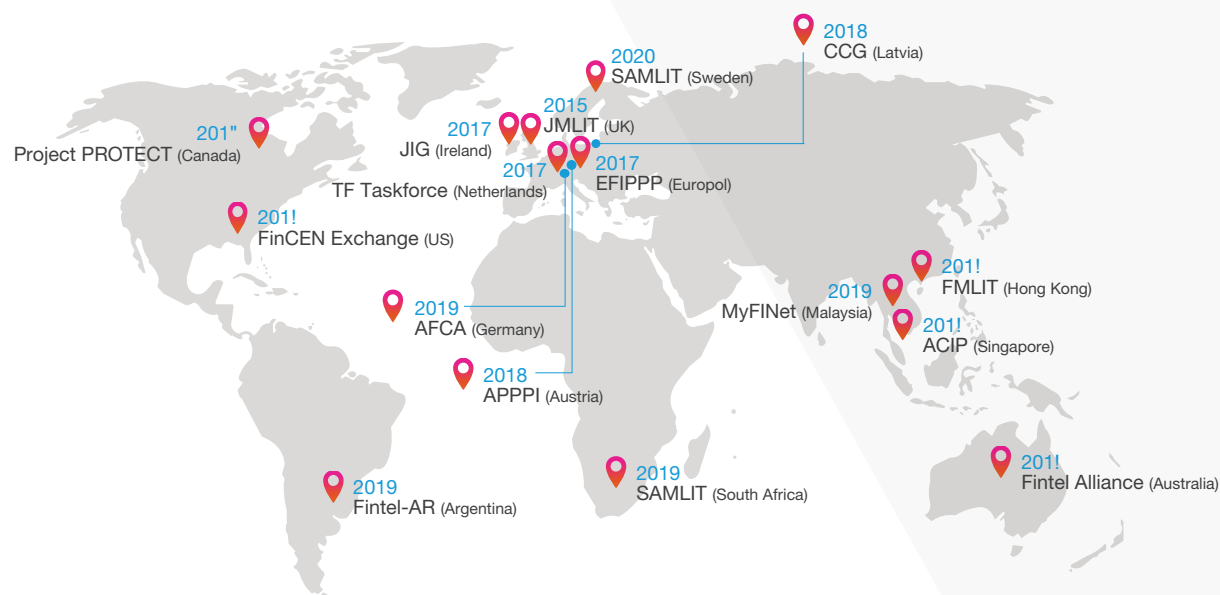 2018
CCG (Latvia)
2020
SAMLIT (Sweden)
2015
JMLIT (UK)
2017
JIG (Ireland)
201"
Project PROTECT (Canada)
2017
TF Taskforce (Netherlands)
2017
EFIPPP (Europol)
201!
FinCEN Exchange (US)
201!
FMLIT (Hong Kong)
2019
MyFINet (Malaysia)
201!
ACIP (Singapore)
2019
AFCA (Germany)
2018
APPPI (Austria)
2019
Fintel-AR (Argentina)
2019
SAMLIT (South Africa)
201!
Fintel Alliance (Australia)